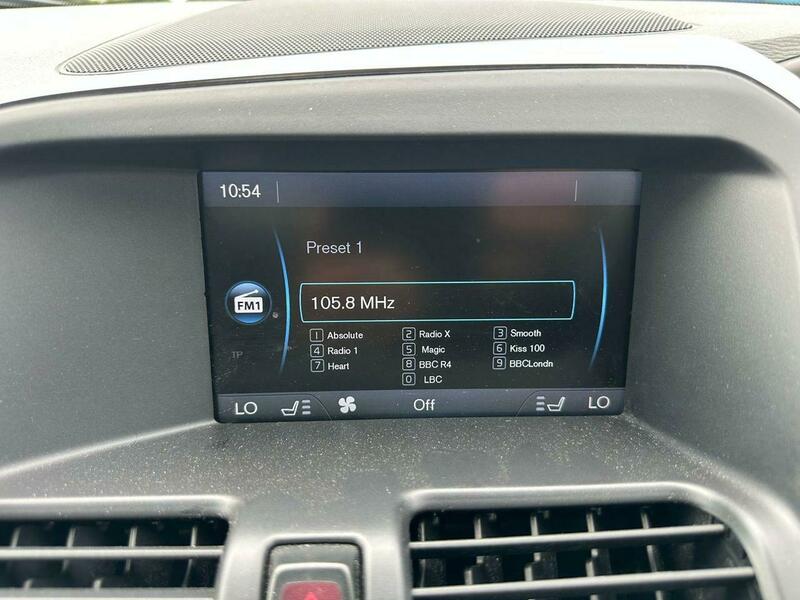 10:54
Preset 1
FM1
105.8 MHz
1 Absolute 2 Radio X 3 Smooth
4 Radio 1 5 Magic 6 Kiss 100
7 Heart 8 BBC R4 9 BBCLondn
0 LBC
TP
LO Off LO